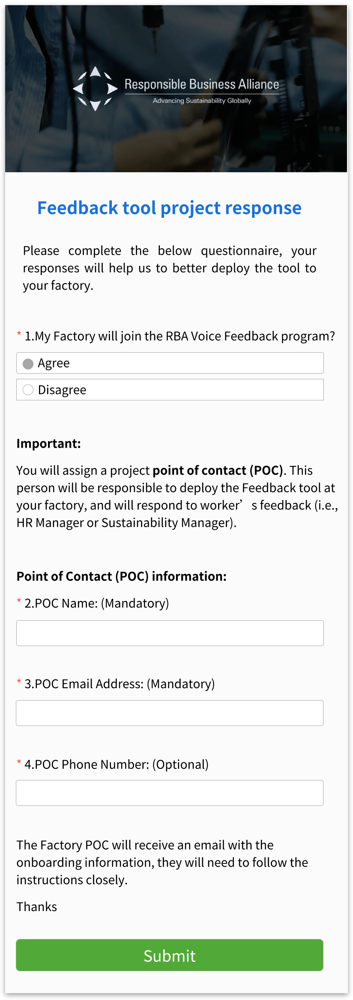 Responsible Business Alliance
Advancing Sustainability Globally
Feedback tool project response
Please complete the below questionnaire, your
responses will help us to better deploy the tool to
your factory.
* 1.My Factory will join the RBA Voice Feedback program?
Agree
Disagree
Important:
You will assign a project point of contact (POC). This
person will be responsible to deploy the Feedback tool at
your factory, and will respond to worker’s feedback (i.e.,
HR Manager or Sustainability Manager).
Point of Contact (POC) information:
* 2.POC Name: (Mandatory)
* 3.POC Email Address: (Mandatory)
* 4.POC Phone Number: (Optional)
The Factory POC will receive an email with the
onboarding information, they will need to follow the
instructions closely.
Thanks
Submit